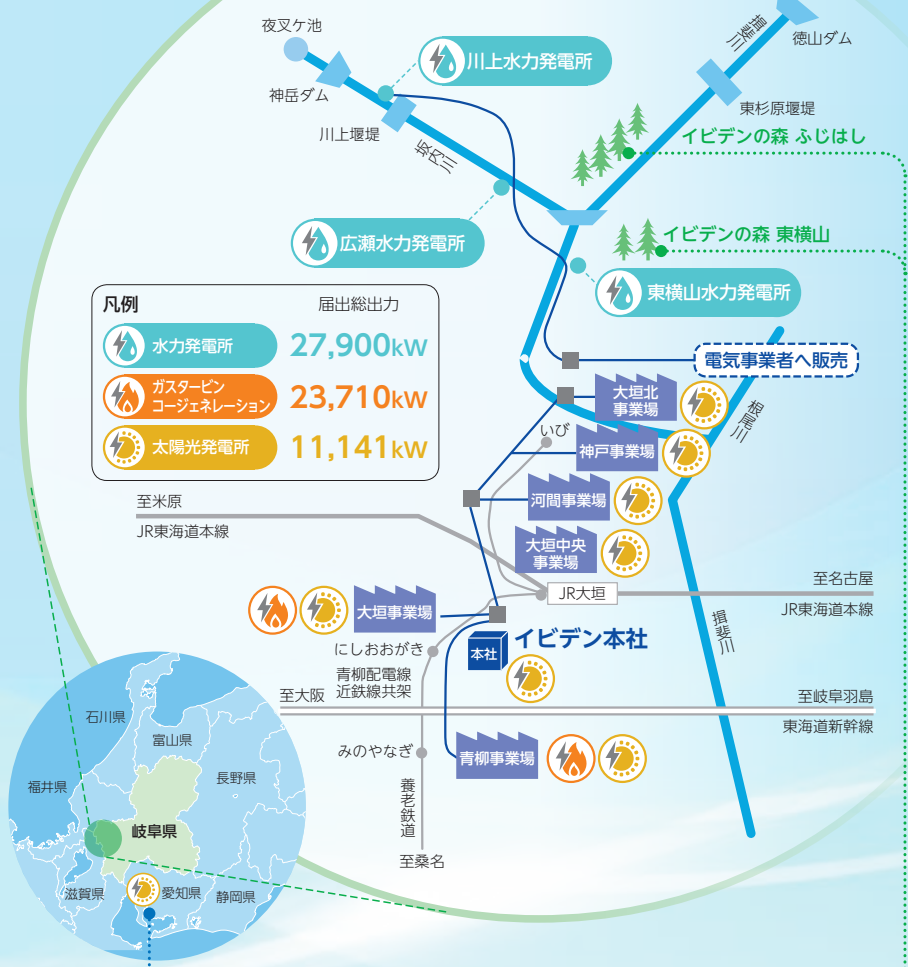 夜叉ケ池
神岳ダム
川上堰堤
川上水力発電所
坂内川
揖斐川
徳山ダム
東杉原堰堤
イビデンの森 ふじはし
広瀬水力発電所
イビデンの森 東横山
東横山水力発電所
凡例
届出総出力
水力発電所
27,900kW
ガスタービン
コージェネレーション
23,710kW
太陽光発電所
11,141kW
電気事業者へ販売
大垣北
事業場
根尾川
いび
神戸事業場
河間事業場
至米原
JR東海道本線
大垣中央
事業場
JR大垣
至名古屋
JR東海道本線
大垣事業場
揖斐川
イビデン本社
本社
にしおおがき
青柳配電線
近鉄線共架
至大阪
至岐阜羽島
東海道新幹線
みのやなぎ
青柳事業場
養老鉄道
至桑名
石川県
富山県
福井県
長野県
岐阜県
滋賀県
愛知県
静岡県